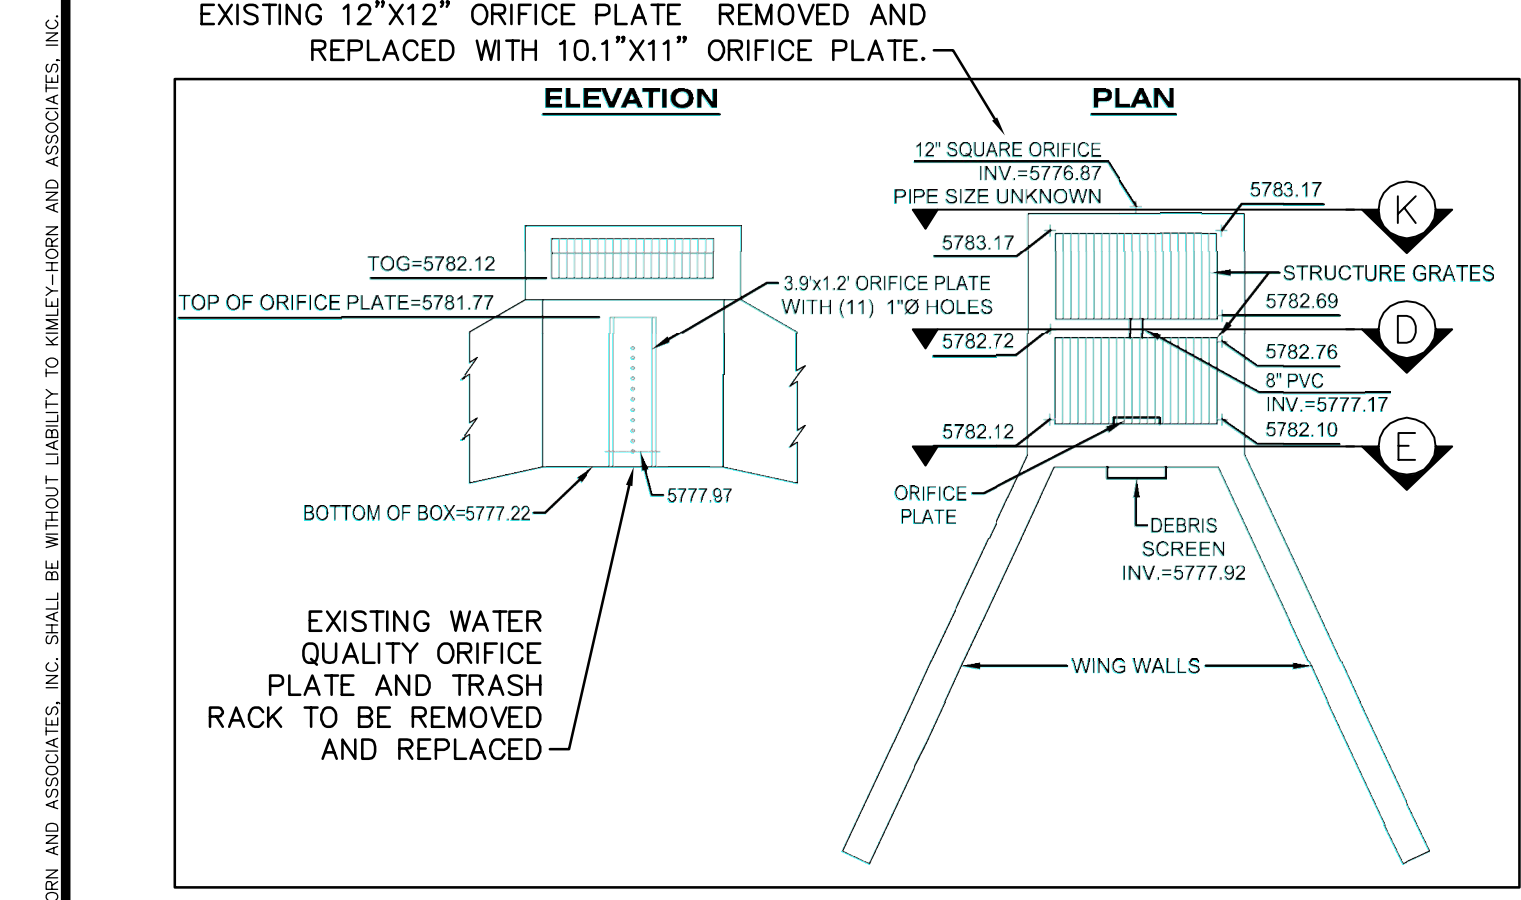 EXISTING 12"X12" ORIFICE PLATE REMOVED AND
REPLACED WITH 10.1"X11" ORIFICE PLATE.
ELEVATION
TOG=5782.12
TOP OF ORIFICE PLATE=5781.77
3.9'x1.2' ORIFICE PLATE
WITH (11) 1"Ø HOLES
5777.97
BOTTOM OF BOX=5777.22
EXISTING WATER
QUALITY ORIFICE
PLATE AND TRASH
RACK TO BE REMOVED
AND REPLACED
PLAN
12" SQUARE ORIFICE
INV.=5776.87
PIPE SIZE UNKNOWN
5783.17
K
5783.17
STRUCTURE GRATES
5782.69
D
5782.72
5782.76
8" PVC
INV.=5777.17
5782.12
5782.10
E
ORIFICE
PLATE
DEBRIS
SCREEN
INV.=5777.92
WING WALLS
ORN AND ASSOCIATES, INC. SHALL BE WITHOUT LIABILITY TO KIMLEY-HORN AND ASSOCIATES, INC.